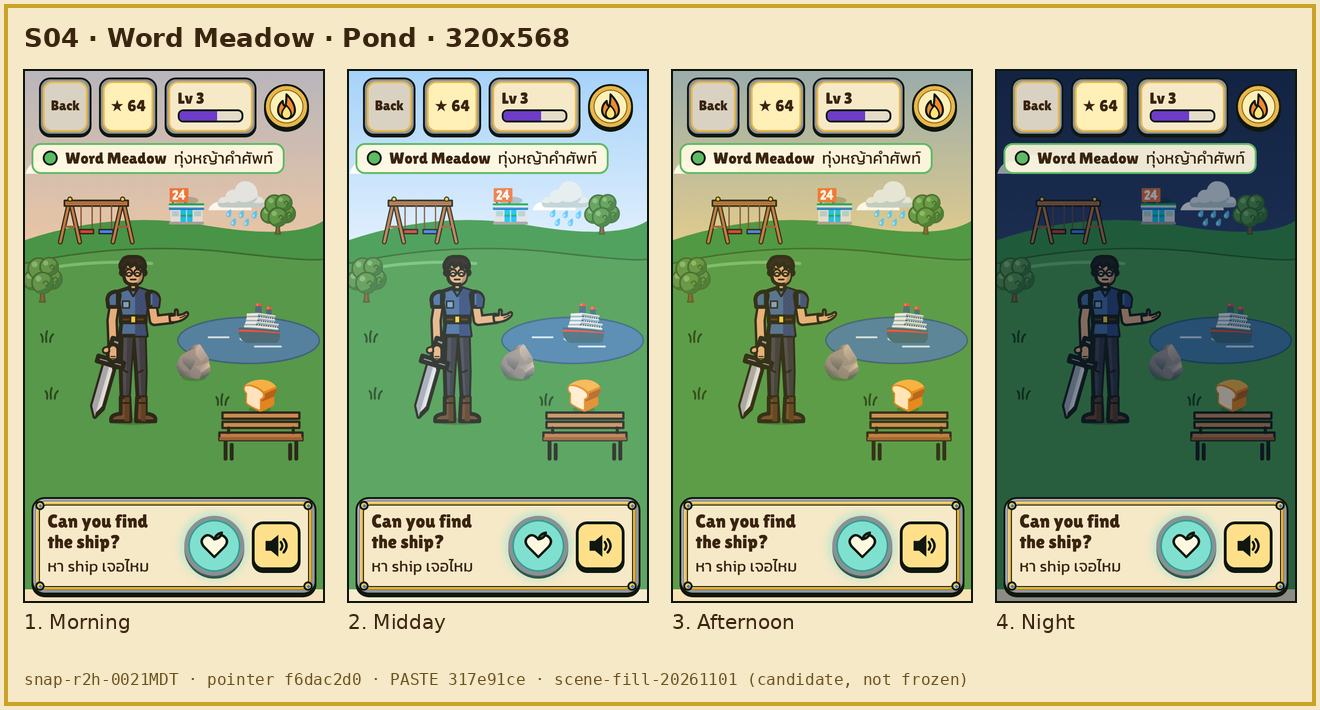 S04 · Word Meadow · Pond · 320x568
Back ★ 64 Lv 3
Word Meadow ทุ่งหญ้าคำศัพท์
24
Can you find
the ship?
หา ship เจอไหม
1. Morning
Back ★ 64 Lv 3
Word Meadow ทุ่งหญ้าคำศัพท์
24
Can you find
the ship?
หา ship เจอไหม
2. Midday
Back ★ 64 Lv 3
Word Meadow ทุ่งหญ้าคำศัพท์
24
Can you find
the ship?
หา ship เจอไหม
3. Afternoon
Back ★ 64 Lv 3
Word Meadow ทุ่งหญ้าคำศัพท์
24
Can you find
the ship?
หา ship เจอไหม
4. Night
snap-r2h-0021MDT · pointer f6dac2d0 · PASTE 317e91ce · scene-fill-20261101 (candidate, not frozen)